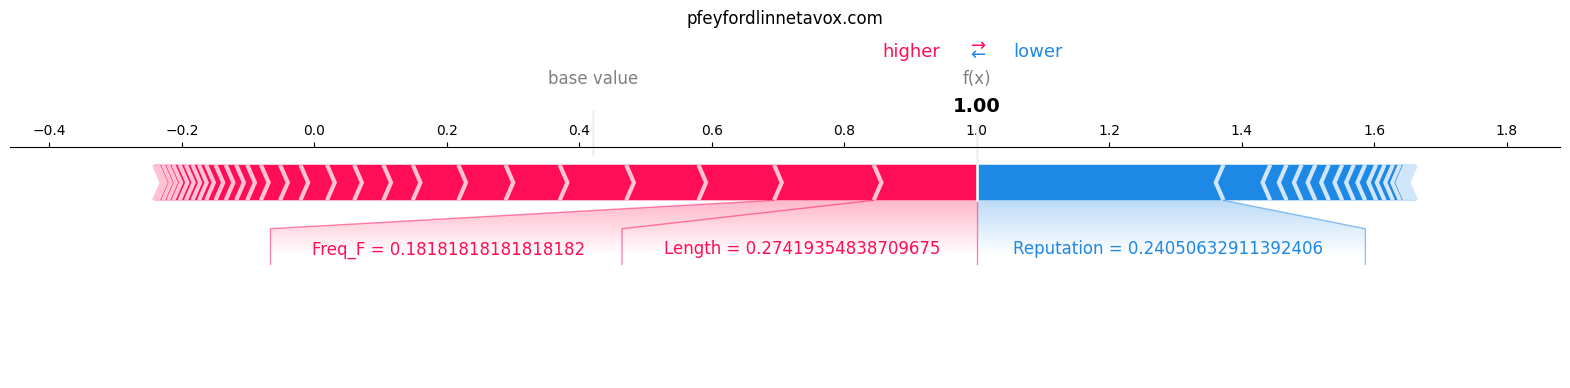 pfeyfordlinnetavox.com
higher ⇄ lower
base value f(x)
1.00
−0.4 −0.2 0.0 0.2 0.4 0.6 0.8 1.0 1.2 1.4 1.6 1.8
Freq_F = 0.18181818181818182 Length = 0.27419354838709675 Reputation = 0.24050632911392406